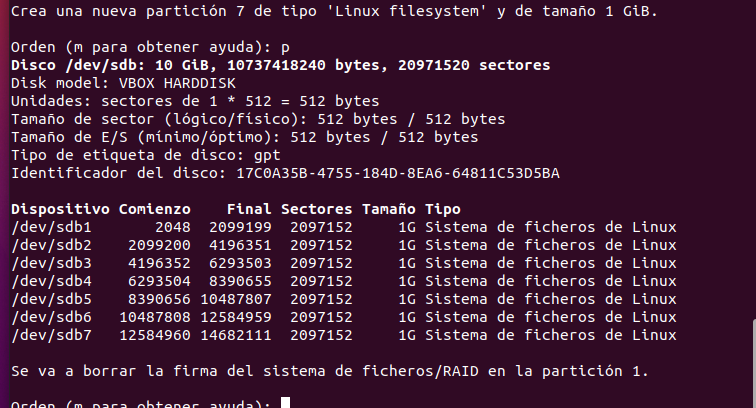 Crea una nueva partición 7 de tipo 'Linux filesystem' y de tamaño 1 GiB.
Orden (m para obtener ayuda): p
Disco /dev/sdb: 10 GiB, 10737418240 bytes, 20971520 sectores
Disk model: VBOX HARDDISK
Unidades: sectores de 1 * 512 = 512 bytes
Tamaño de sector (lógico/físico): 512 bytes / 512 bytes
Tamaño de E/S (mínimo/óptimo): 512 bytes / 512 bytes
Tipo de etiqueta de disco: gpt
Identificador del disco: 17C0A35B-4755-184D-8EA6-64811C53D5BA
Dispositivo Comienzo    Final Sectores Tamaño Tipo
/dev/sdb1       2048  2099199  2097152     1G Sistema de ficheros de Linux
/dev/sdb2    2099200  4196351  2097152     1G Sistema de ficheros de Linux
/dev/sdb3    4196352  6293503  2097152     1G Sistema de ficheros de Linux
/dev/sdb4    6293504  8390655  2097152     1G Sistema de ficheros de Linux
/dev/sdb5    8390656 10487807  2097152     1G Sistema de ficheros de Linux
/dev/sdb6   10487808 12584959  2097152     1G Sistema de ficheros de Linux
/dev/sdb7   12584960 14682111  2097152     1G Sistema de ficheros de Linux
Se va a borrar la firma del sistema de ficheros/RAID en la partición 1.
Orden (m para obtener ayuda):